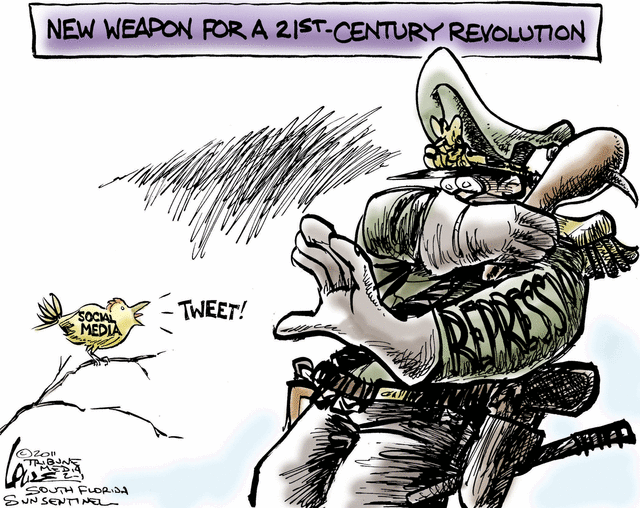 NEW WEAPON FOR A 21ST-CENTURY REVOLUTION
TWEET!
SOCIAL
MEDIA
REPRESS
©2011
TRIBUNE
MEDIA
SOUTH FLORIDA
SUN SENTINEL